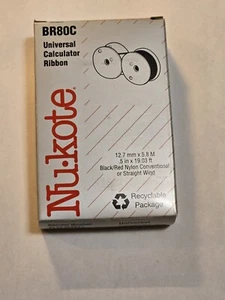 BR80C
Universal
Calculator
Ribbon
Nu-kote
12.7 mm x 5.8 M
.5 in x 19.03 ft
Black/Red Nylon Conventional
or Straight Wind
Recyclable
Package